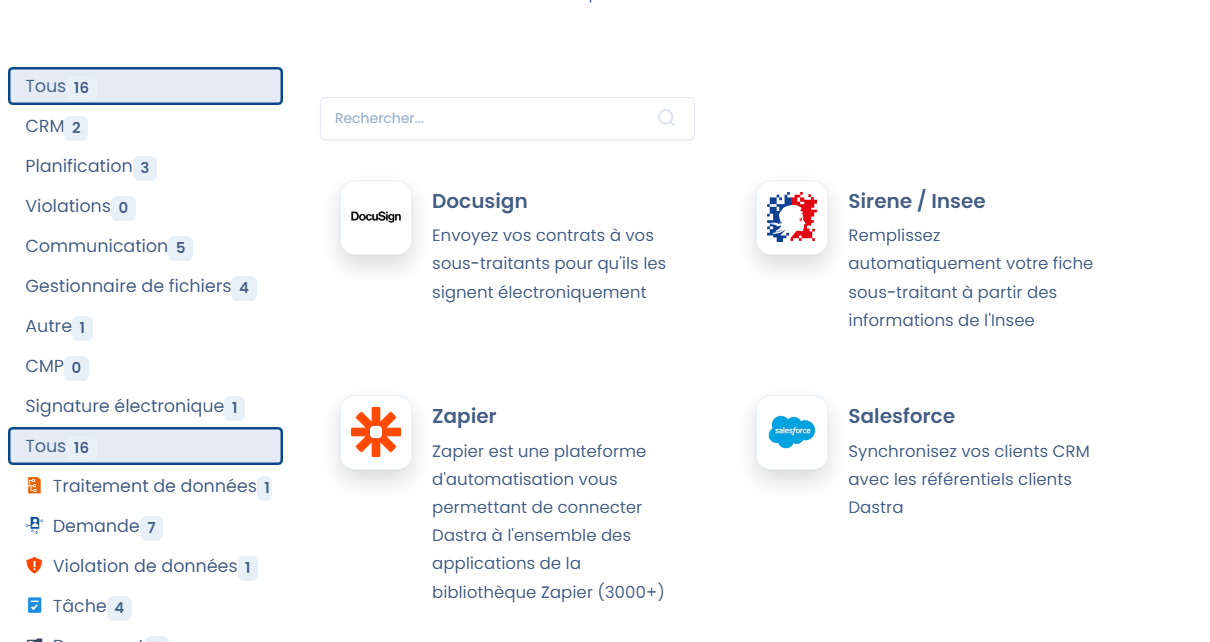 Tous 16
CRM 2
Planification 3
Violations 0
Communication 5
Gestionnaire de fichiers 4
Autre 1
CMP 0
Signature électronique 1
Tous 16
Traitement de données 1
Demande 7
Violation de données 1
Tâche 4
Rechercher...
DocuSign
Docusign
Envoyez vos contrats à vos
sous-traitants pour qu'ils les
signent électroniquement
Sirene / Insee
Remplissez
automatiquement votre fiche
sous-traitant à partir des
informations de l'Insee
Zapier
Zapier est une plateforme
d'automatisation vous
permettant de connecter
Dastra à l'ensemble des
applications de la
bibliothèque Zapier (3000+)
salesforce
Salesforce
Synchronisez vos clients CRM
avec les référentiels clients
Dastra